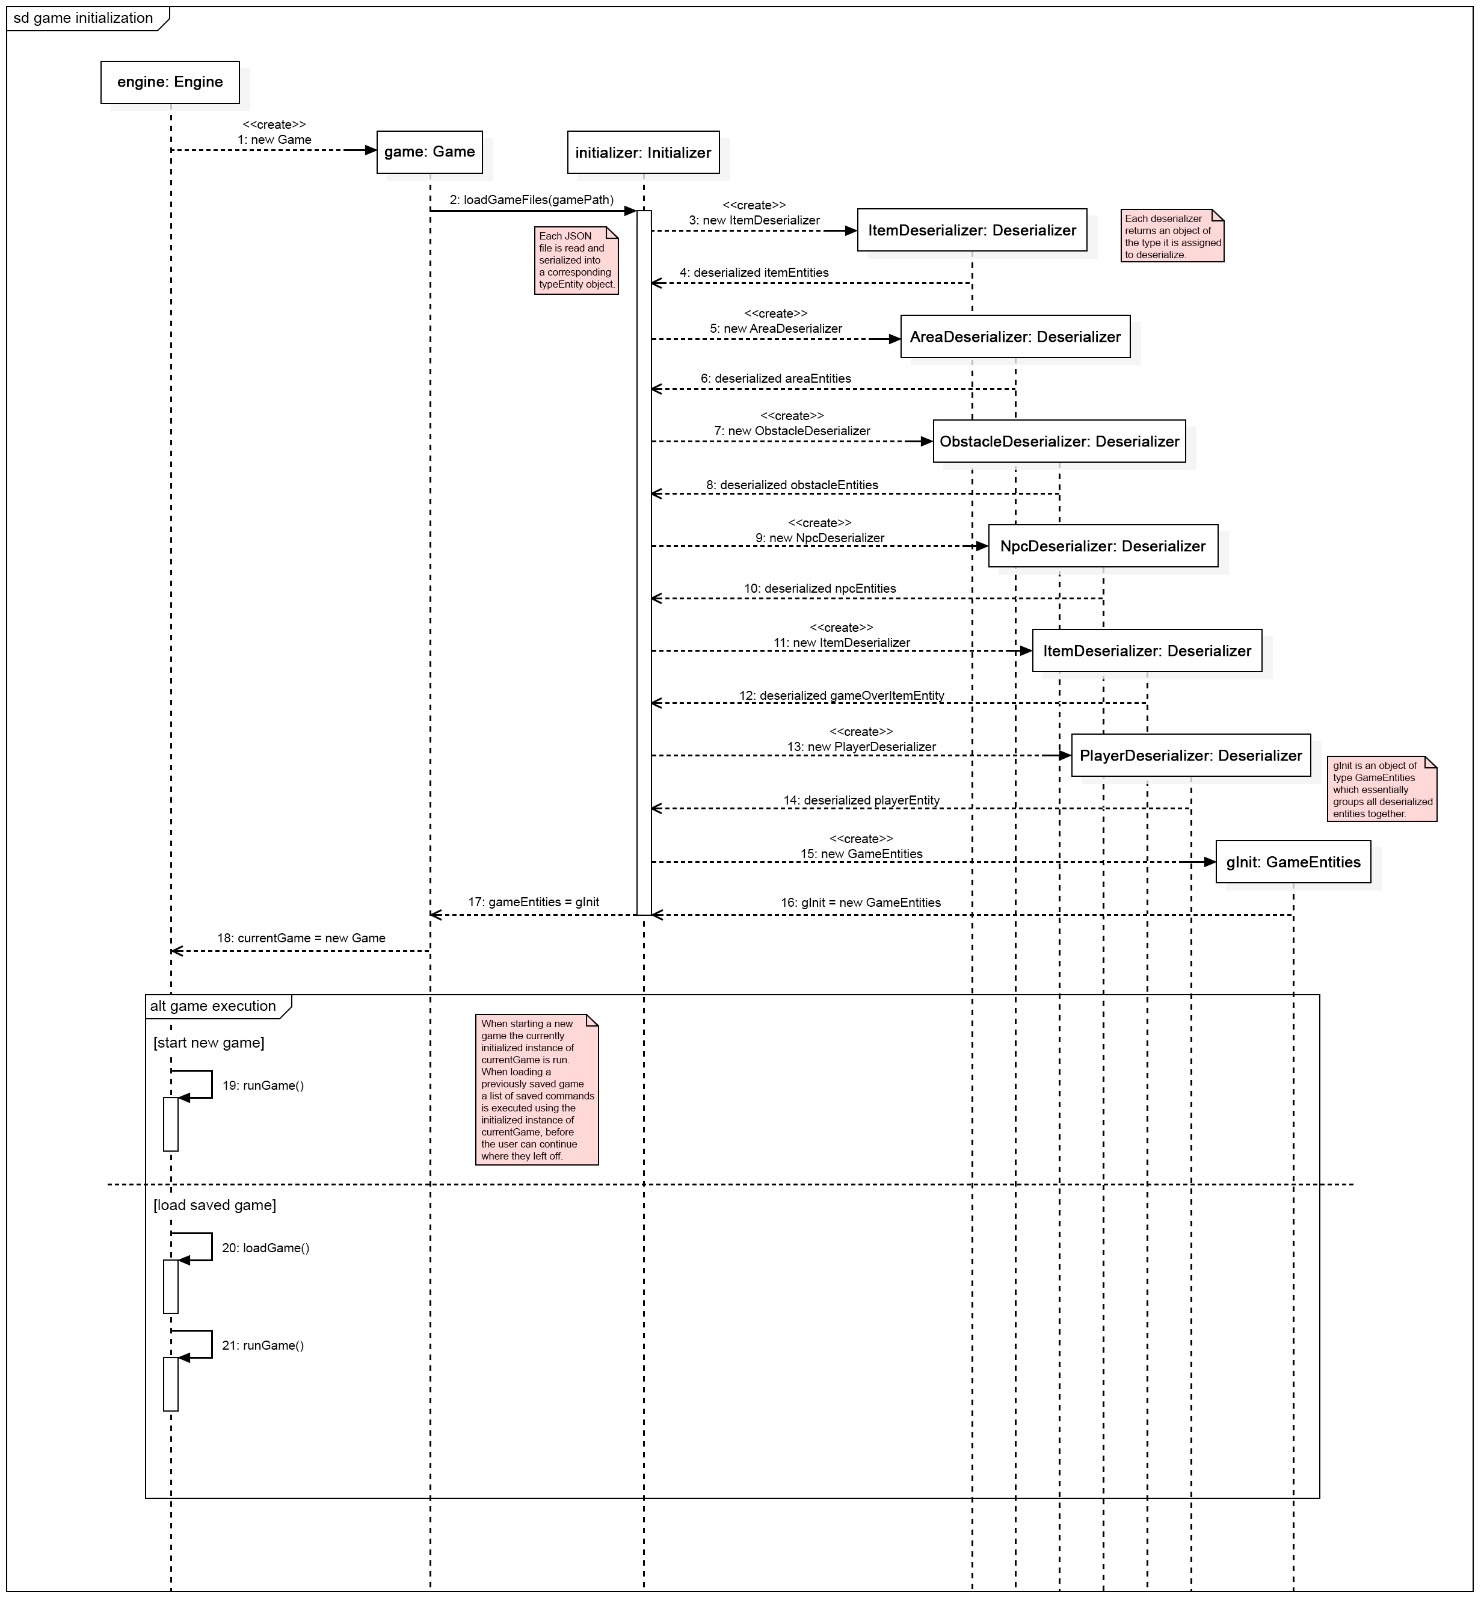 sd game initialization
engine: Engine
<<create>>
1: new Game
game: Game
initializer: Initializer
2: loadGameFiles(gamePath)
<<create>>
3: new ItemDeserializer
ItemDeserializer: Deserializer
Each deserializer
returns an object of
the type it is assigned
to deserialize.
Each JSON
file is read and
serialized into
a corresponding
typeEntity object.
4: deserialized itemEntities
<<create>>
5: new AreaDeserializer
AreaDeserializer: Deserializer
6: deserialized areaEntities
<<create>>
7: new ObstacleDeserializer
ObstacleDeserializer: Deserializer
8: deserialized obstacleEntities
<<create>>
9: new NpcDeserializer
NpcDeserializer: Deserializer
10: deserialized npcEntities
<<create>>
11: new ItemDeserializer
ItemDeserializer: Deserializer
12: deserialized gameOverItemEntity
<<create>>
13: new PlayerDeserializer
PlayerDeserializer: Deserializer
gInit is an object of
type GameEntities
which essentially
groups all deserialized
entities together.
14: deserialized playerEntity
<<create>>
15: new GameEntities
gInit: GameEntities
17: gameEntities = gInit
16: gInit = new GameEntities
18: currentGame = new Game
alt game execution
[start new game]
When starting a new
game the currently
initialized instance of
currentGame is run.
When loading a
previously saved game
a list of saved commands
is executed using the
initialized instance of
currentGame, before
the user can continue
where they left off.
19: runGame()
[load saved game]
20: loadGame()
21: runGame()